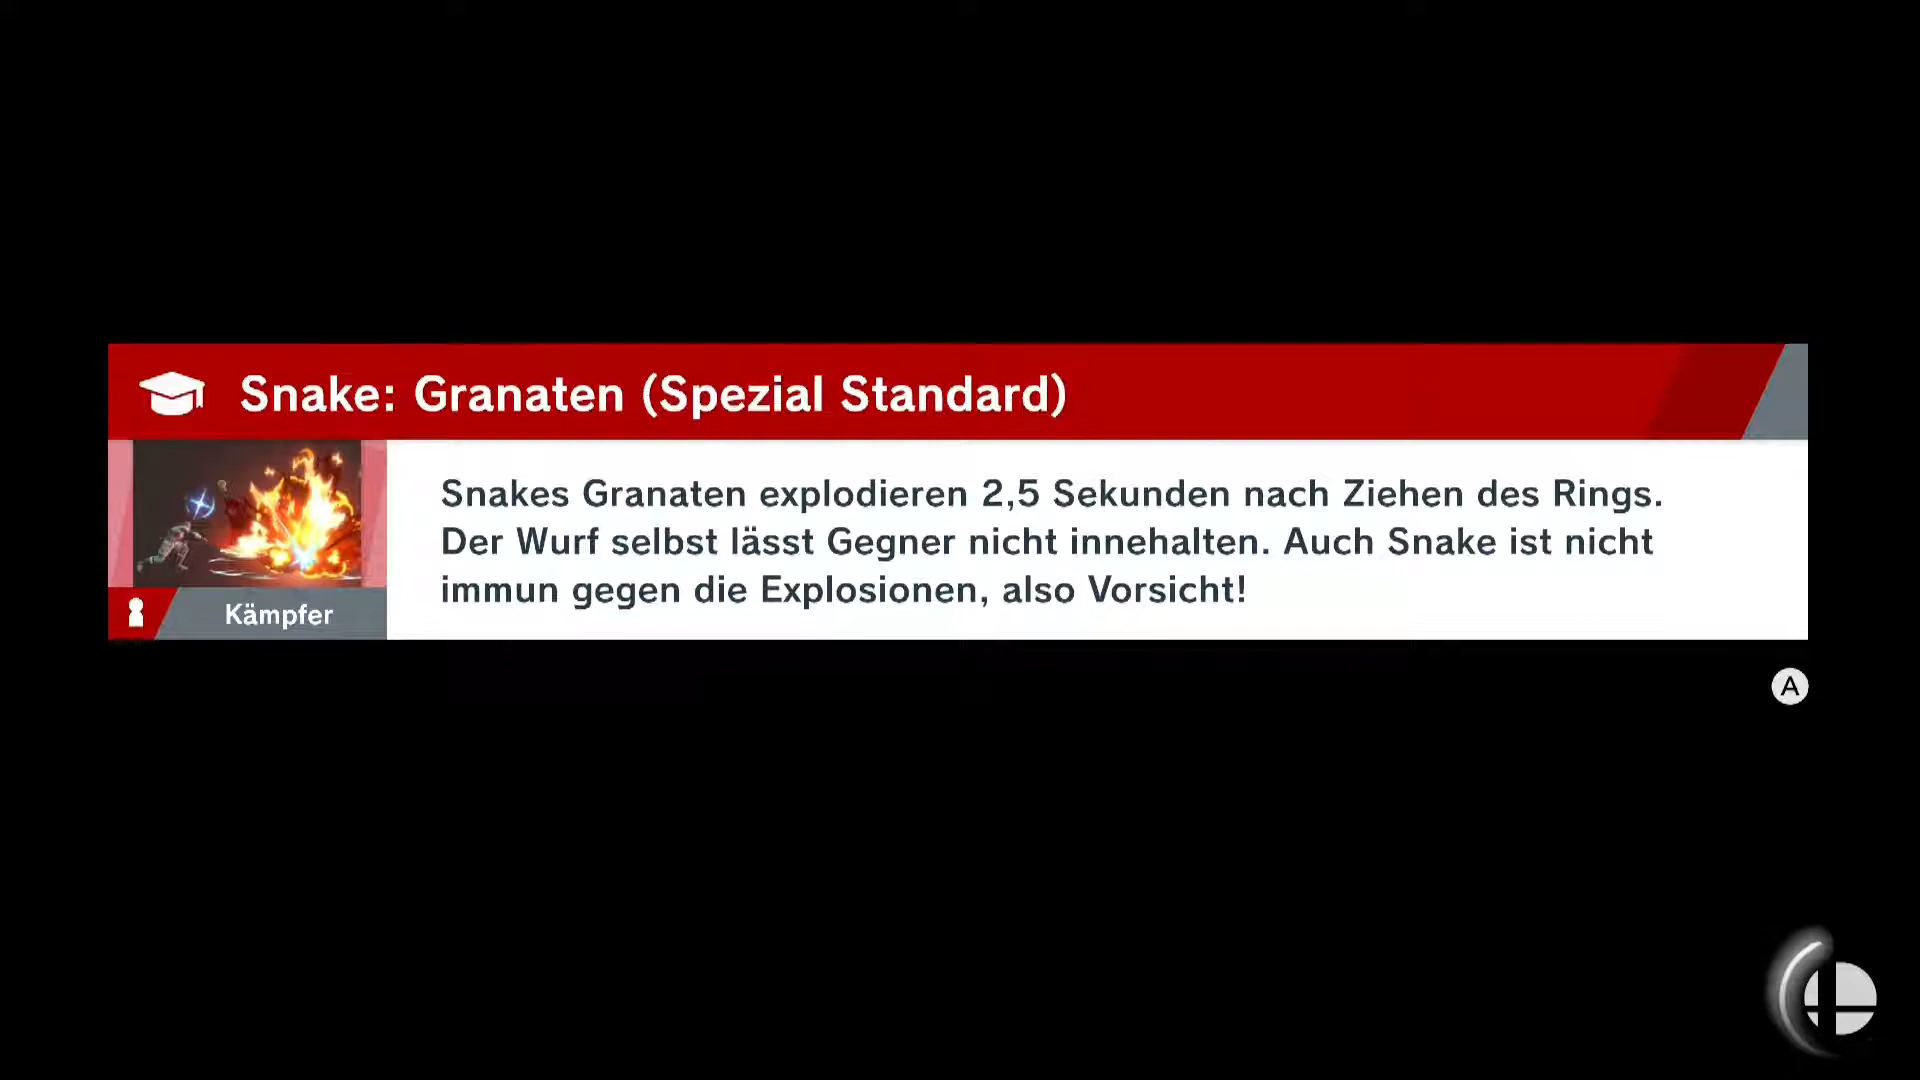 Snake: Granaten (Spezial Standard)
Snakes Granaten explodieren 2,5 Sekunden nach Ziehen des Rings.
Der Wurf selbst lässt Gegner nicht innehalten. Auch Snake ist nicht
immun gegen die Explosionen, also Vorsicht!
Kämpfer
A